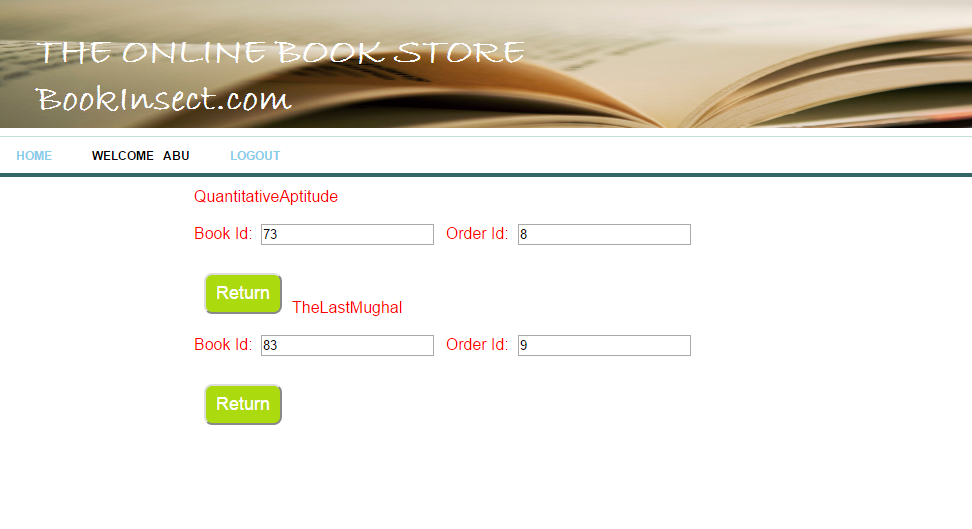 THE ONLINE BOOK STORE
BookInsect.com
HOME WELCOME ABU LOGOUT
QuantitativeAptitude
Book Id: 73 Order Id: 8
Return TheLastMughal
Book Id: 83 Order Id: 9
Return